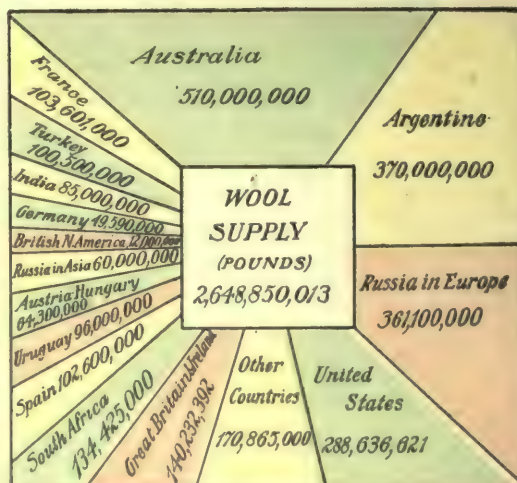 Australia
510,000,000
Argentine
370,000,000
Russia in Europe
361,100,000
United
States
288,636,621
Other
Countries
170,865,000
Great Britain & Ireland
140,232,392
South Africa
134,425,000
Spain 102,600,000
Uruguay 96,000,000
Austria Hungary
64,300,000
Russia in Asia 60,000,000
British N. America, 12,000,000
Germany 49,590,000
India 85,000,000
Turkey
100,500,000
France
103,601,000
WOOL
SUPPLY
(POUNDS)
2,648,850,013